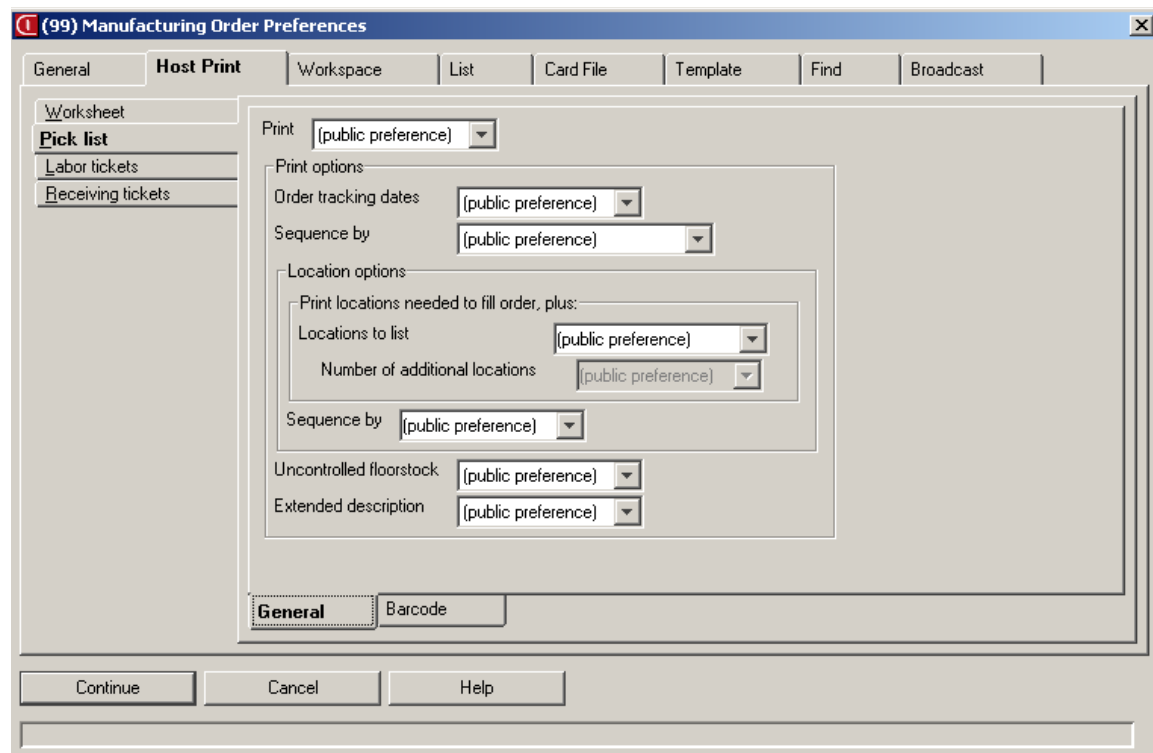 (99) Manufacturing Order Preferences
General Host Print Workspace List Card File Template Find Broadcast
Worksheet
Pick list
Labor tickets
Receiving tickets
Print (public preference)
Print options
Order tracking dates (public preference)
Sequence by (public preference)
Location options
Print locations needed to fill order, plus:
Locations to list (public preference)
Number of additional locations (public preference)
Sequence by (public preference)
Uncontrolled floorstock (public preference)
Extended description (public preference)
General Barcode
Continue Cancel Help